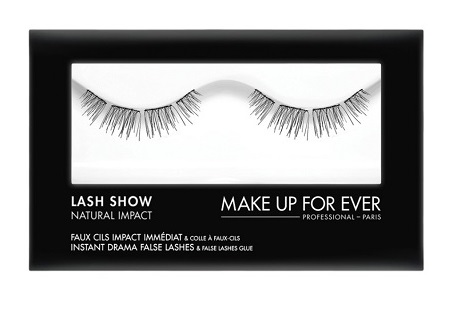 LASH SHOW
NATURAL IMPACT
MAKE UP FOR EVER
PROFESSIONAL – PARIS
FAUX CILS IMPACT IMMÉDIAT & COLLE À FAUX-CILS
INSTANT DRAMA FALSE LASHES & FALSE LASHES GLUE